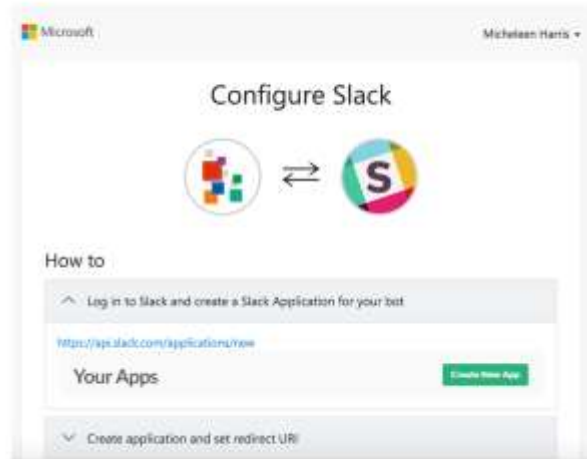 Microsoft
Micheleen Harris
Configure Slack
S
How to
Log in to Slack and create a Slack Application for your bot
https://api.slack.com/applications/new
Your Apps
Create New App
Create application and set redirect URI